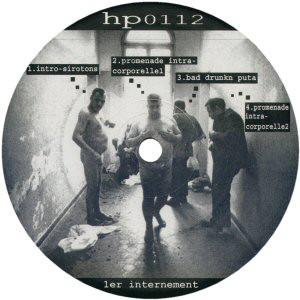 hp0112
1.intro-sirotons
2.promenade intra-
corporelle1
3.bad drunkn puta
4.promenade
intra-
corporelle2
1er internement